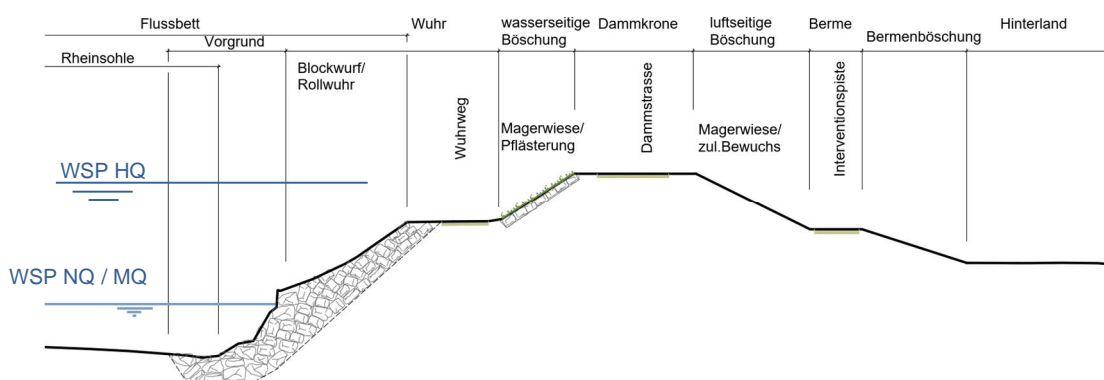 Flussbett
Wuhr
wasserseitige
Böschung
Dammkrone
luftseitige
Böschung
Berme
Bermenböschung
Hinterland
Vorgrund
Rheinsohle
Blockwurf/
Rollwuhr
Wuhrweg
Magerwiese/
Pflästerung
Dammstrasse
Magerwiese/
zul.Bewuchs
Interventionspiste
WSP HQ
WSP NQ / MQ